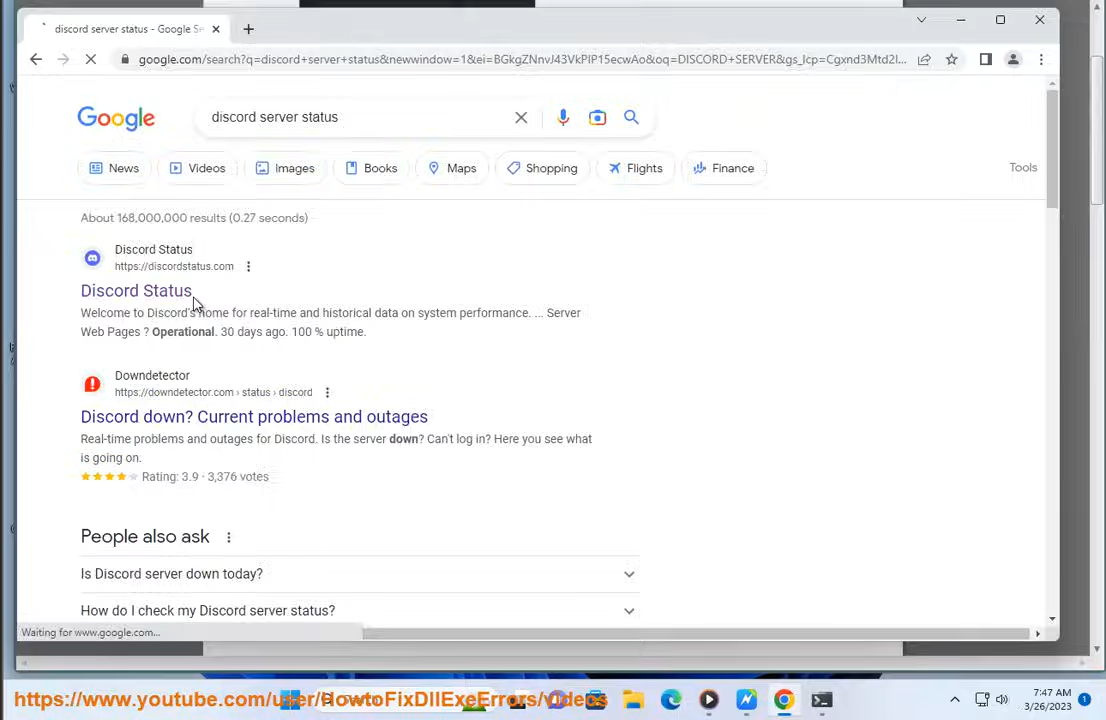 discord server status - Google Se
google.com/search?q=discord+server+status&newwindow=1&ei=BGkgZNnvJ43VkPIP15ecwAo&oq=DISCORD+SERVER&gs_lcp=Cgxnd3Mtd2l...
Google
discord server status
News Videos Images Books Maps Shopping Flights Finance Tools
About 168,000,000 results (0.27 seconds)
Discord Status
https://discordstatus.com
Discord Status
Welcome to Discord's home for real-time and historical data on system performance. ... Server
Web Pages ? Operational. 30 days ago. 100 % uptime.
Downdetector
https://downdetector.com › status › discord
Discord down? Current problems and outages
Real-time problems and outages for Discord. Is the server down? Can't log in? Here you see what
is going on.
Rating: 3.9 · 3,376 votes
People also ask
Is Discord server down today?
How do I check my Discord server status?
Waiting for www.google.com...
https://www.youtube.com/user/HowtoFixDllExeErrors/videos
7:47 AM
3/26/2023
1